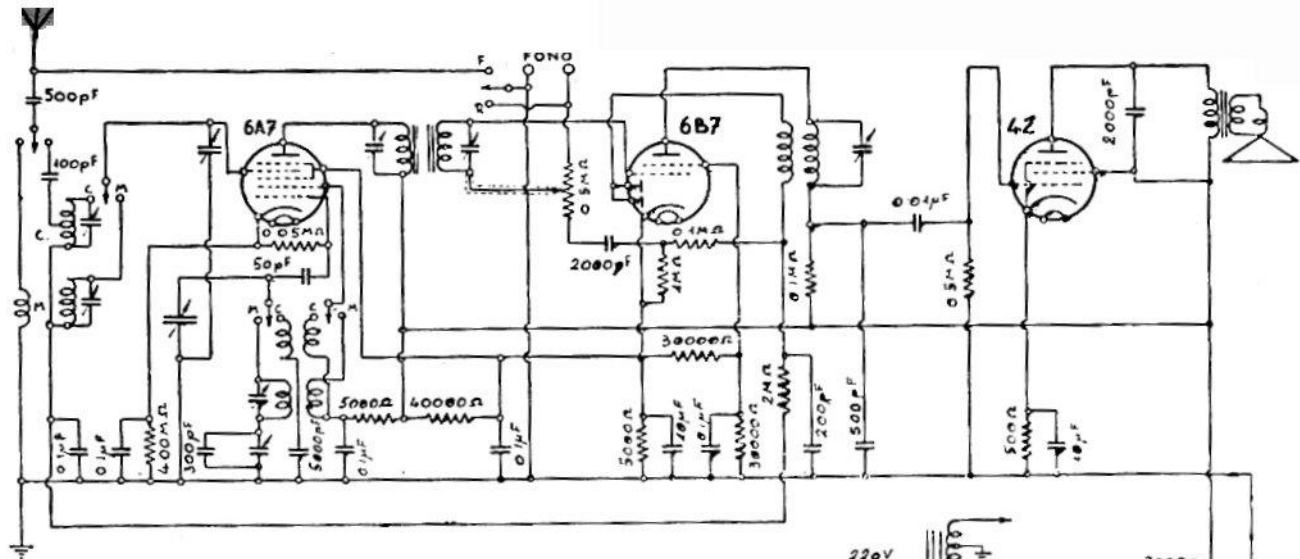 F FONO
500pF
R
6A7
6B7
42
2000pF
100pF
C. M
C.
0.5MΩ
0.05MΩ
50pF
2000pF
0.1MΩ
1MΩ
0.1MΩ
0.01µF
0.5MΩ
M
M C C M
30000Ω
5000Ω
40000Ω
2MΩ
0.1µF
0.1µF
400MΩ
300pF
5000pF
0.1µF
0.1µF
5000Ω
10µF
0.1µF
30000Ω
200pF
500pF
500Ω
10µF
220V